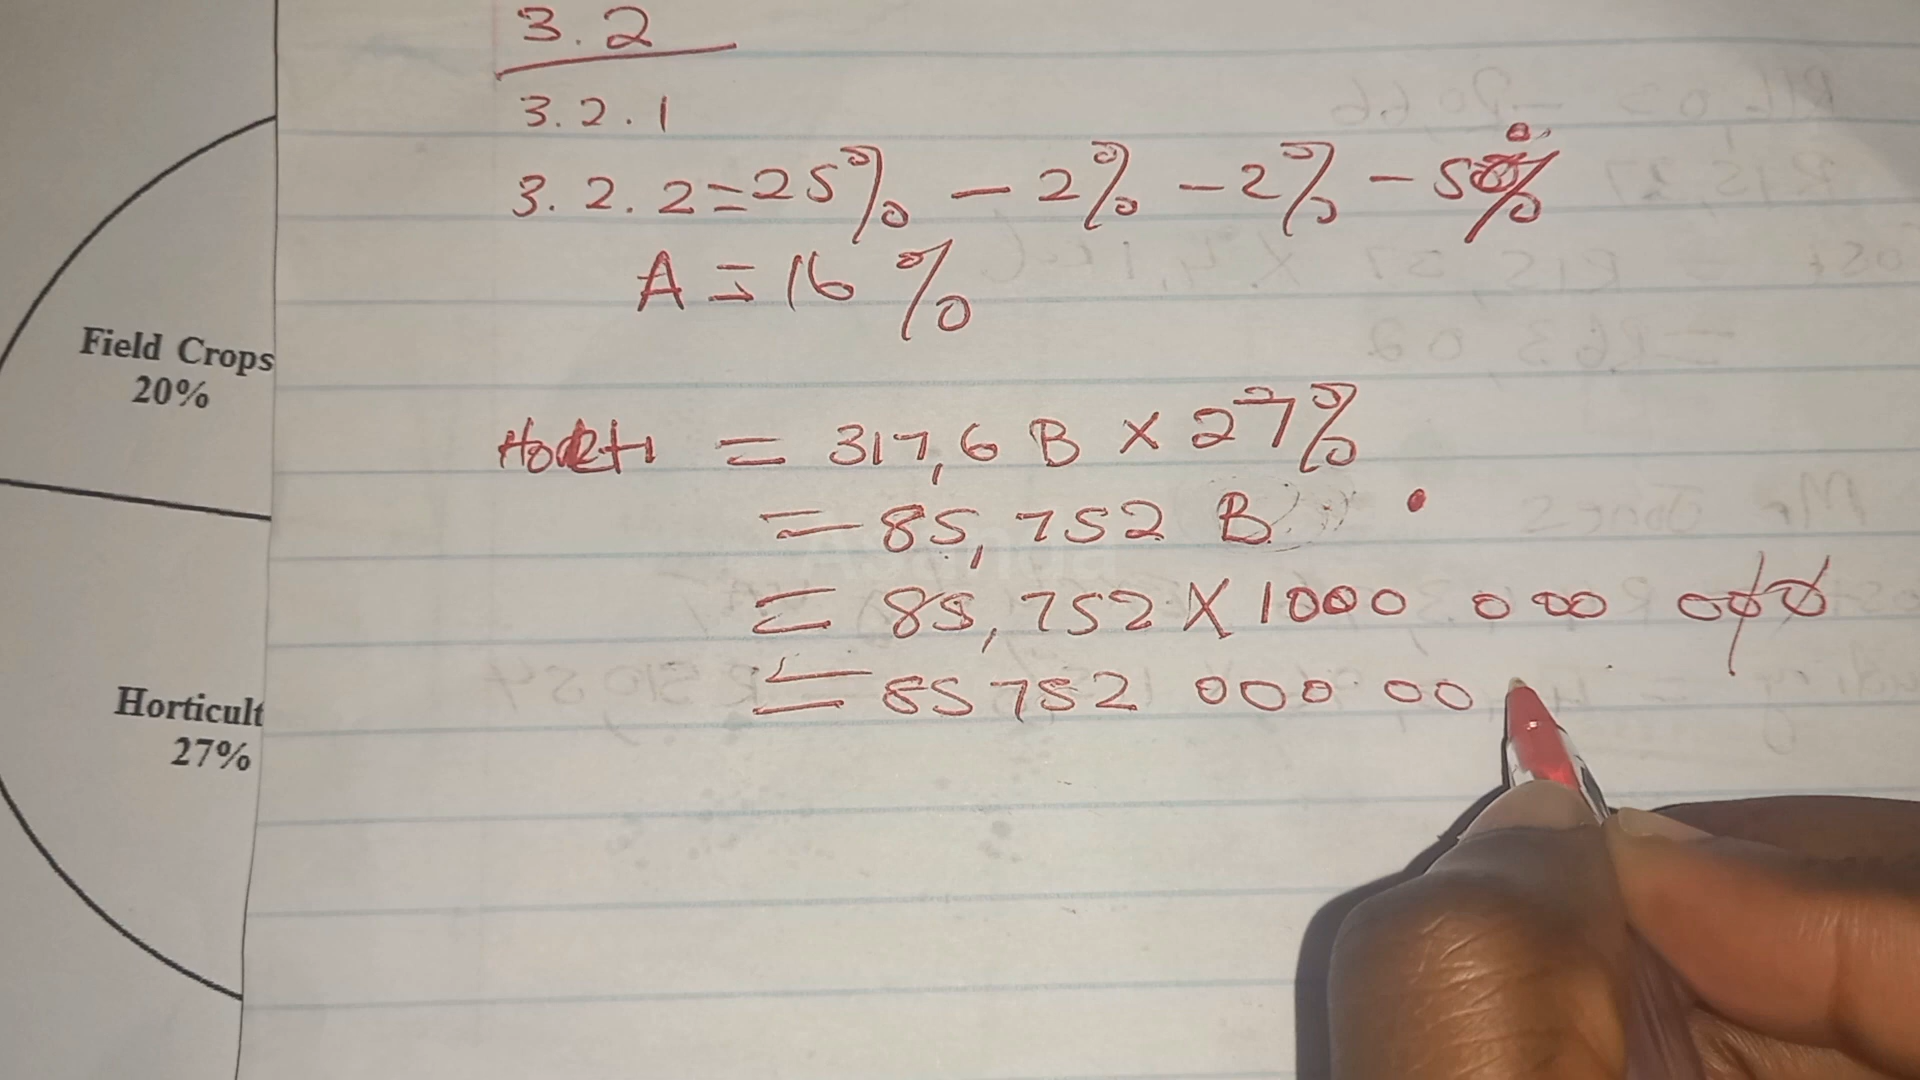 3.2
3.2.1
3.2.2=25% - 2% - 2% - 5%
A = 16%
Field Crops
20%
= 317,6 B × 27%
= 85,752 B
= 85,752 X 1000 000 000
Horticult
27%
= 85 752 000 00